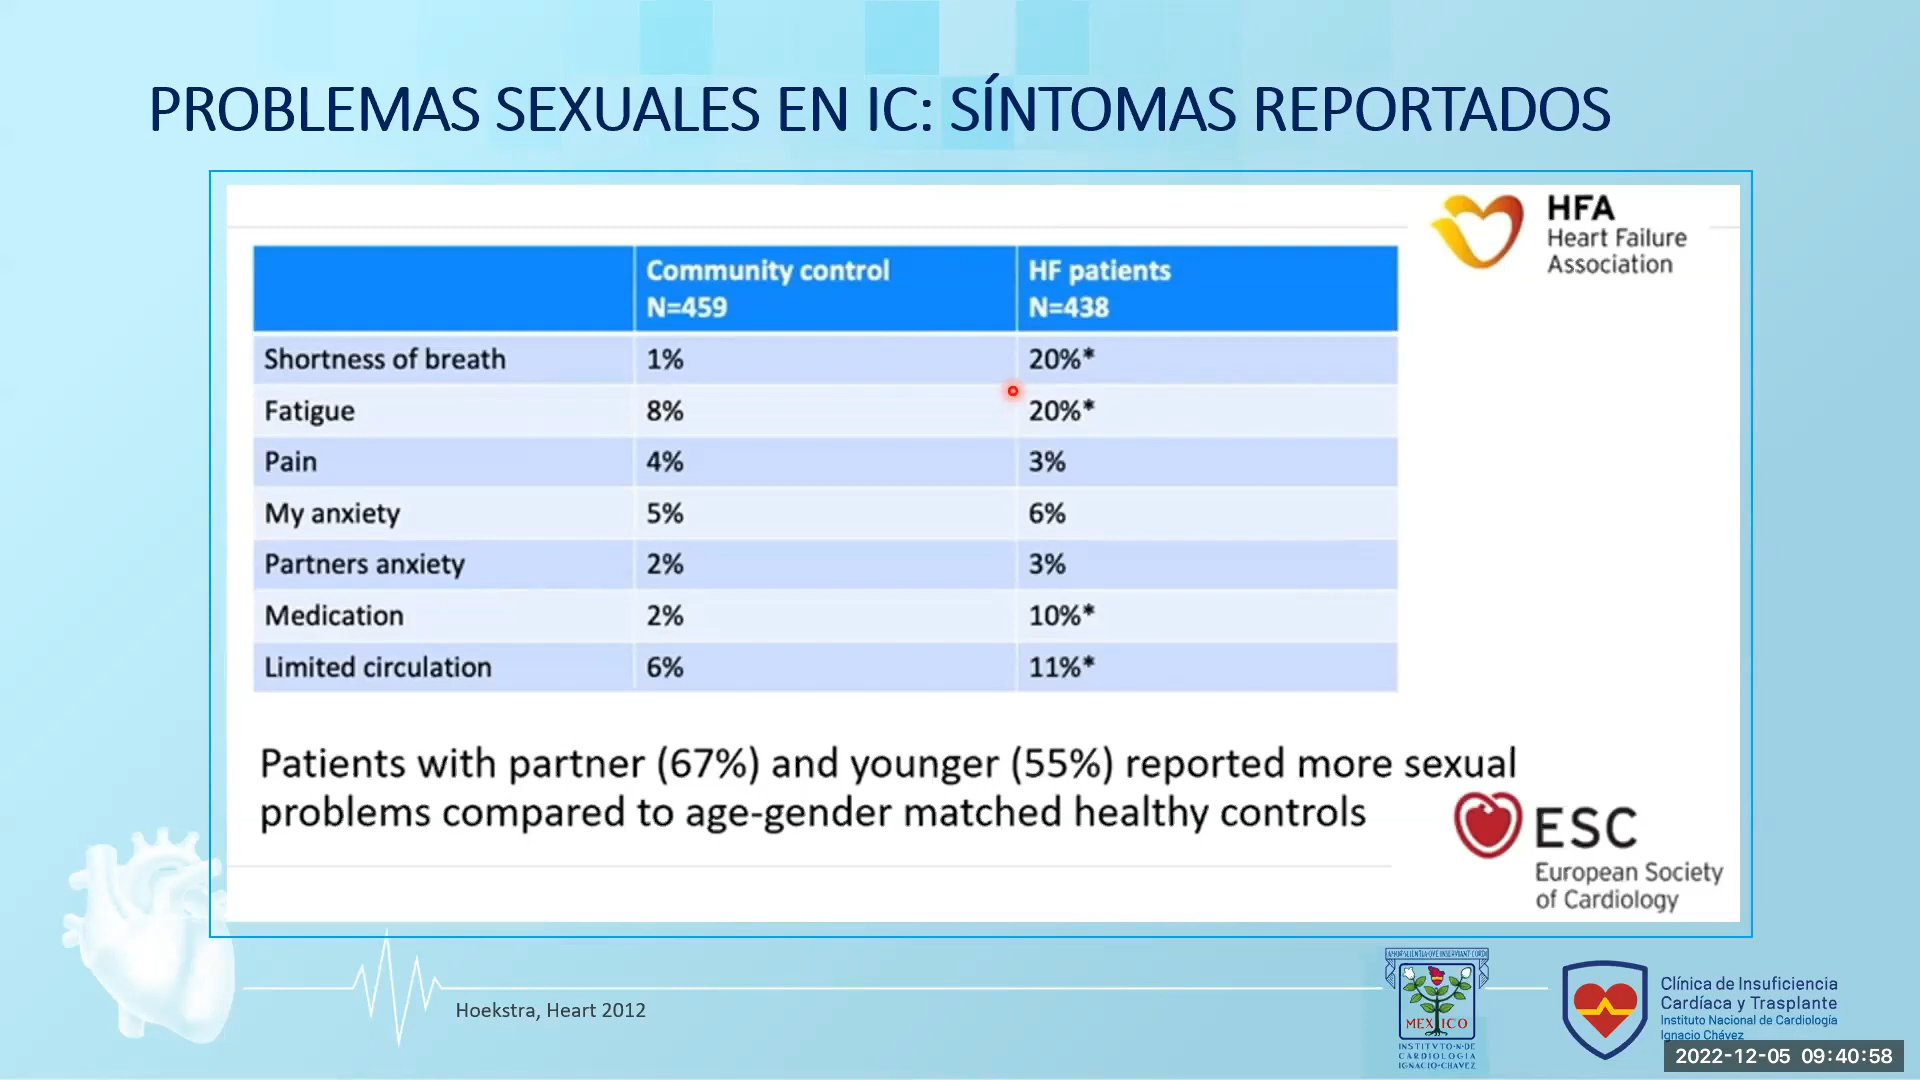 PROBLEMAS SEXUALES EN IC: SÍNTOMAS REPORTADOS
HFA
Heart Failure
Association
Community control
N=459
HF patients
N=438
Shortness of breath 1% 20%*
Fatigue 8% 20%*
Pain 4% 3%
My anxiety 5% 6%
Partners anxiety 2% 3%
Medication 2% 10%*
Limited circulation 6% 11%*
Patients with partner (67%) and younger (55%) reported more sexual
problems compared to age-gender matched healthy controls
ESC
European Society
of Cardiology
Hoekstra, Heart 2012
MEXICO
INSTITVTO·N·DE
CARDIOLOGIA
IGNACIO·CHAVEZ
Clínica de Insuficiencia
Cardíaca y Trasplante
Instituto Nacional de Cardiología
Ignacio Chávez
2022-12-05 09:40:58